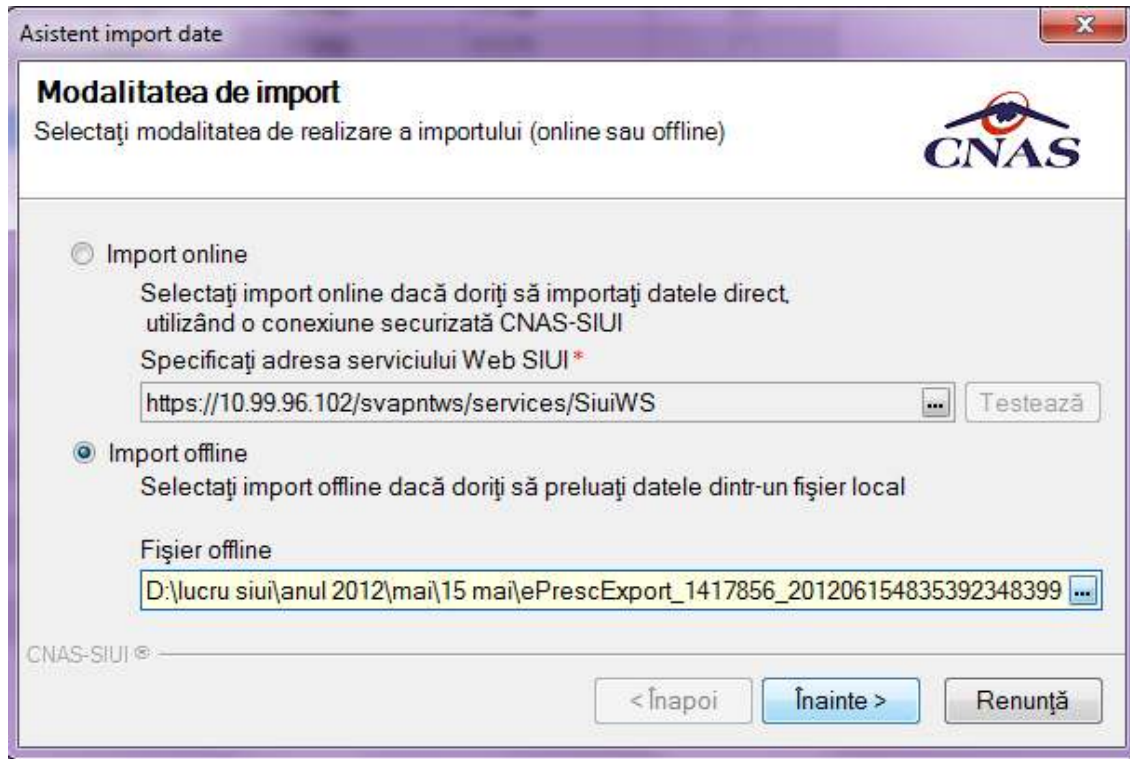 Asistent import date
Modalitatea de import
Selectaţi modalitatea de realizare a importului (online sau offline)
CNAS
Import online
Selectaţi import online dacă doriţi să importaţi datele direct,
utilizând o conexiune securizată CNAS-SIUI
Specificaţi adresa serviciului Web SIUI *
https://10.99.96.102/svapntws/services/SiuiWS ... Testează
Import offline
Selectaţi import offline dacă doriţi să preluaţi datele dintr-un fişier local
Fişier offline
D:\lucru siui\anul 2012\mai\15 mai\ePrescExport_1417856_201206154835392348399 ...
CNAS-SIUI ®
< Înapoi Înainte > Renunţă